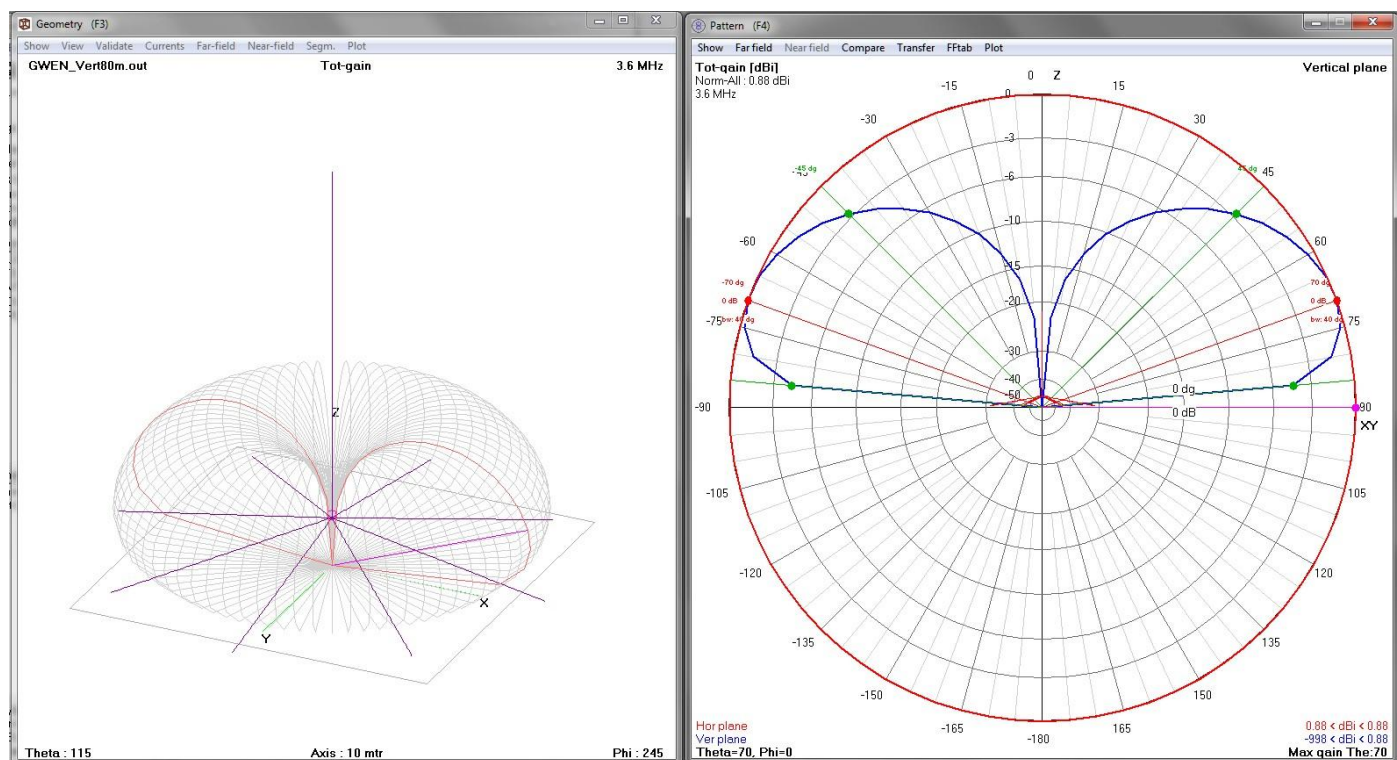 Geometry (F3)
Show View Validate Currents Far-field Near-field Segm. Plot
GWEN_Vert80m.out Tot-gain 3.6 MHz
Z
X
Y
Theta : 115 Axis : 10 mtr Phi : 245
Pattern (F4)
Show Far field Near field Compare Transfer FFtab Plot
Tot-gain [dBi] 0 Z Vertical plane
Norm-All : 0.88 dBi
3.6 MHz
-15 0 15
-30 30
-3
-45 dg 45 dg
-45 45
-6
-10
-60 60
-15
-70 dg 70 dg
0 dB -20 0 dB
bw: 40 dg bw: 40 dg
-75 75
-30
-40
-50 0 dg
-90 0 dB 90
XY
-105 105
-120 120
-135 135
-150 150
-165 165
-180
Hor plane 0.88 < dBi < 0.88
Ver plane -998 < dBi < 0.88
Theta=70, Phi=0 Max gain The:70